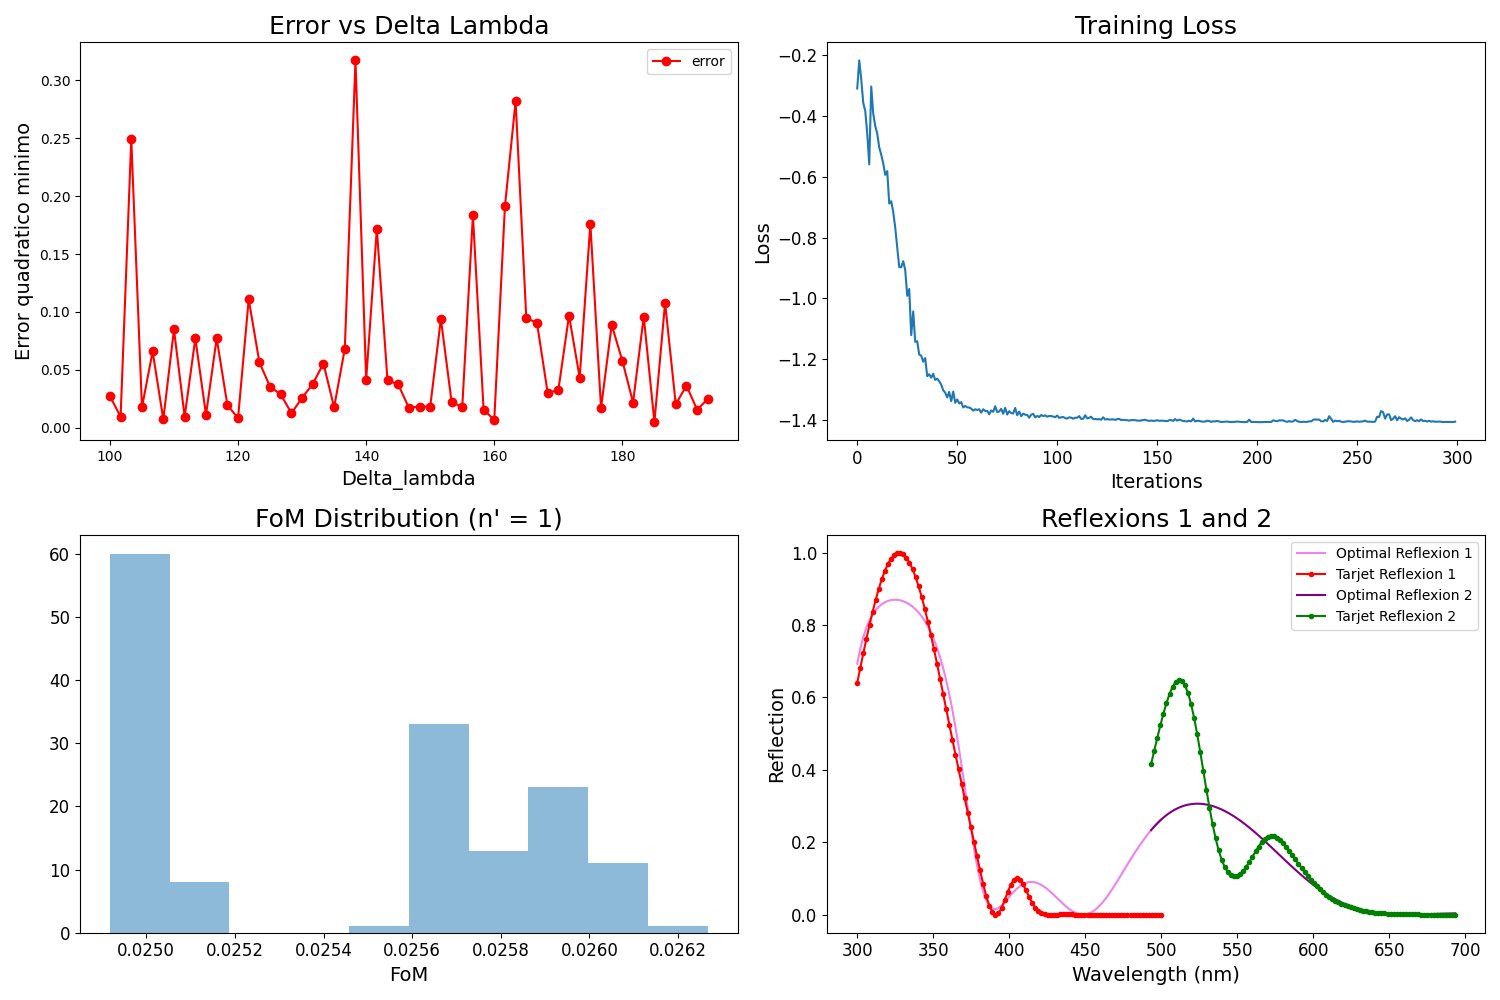 Error vs Delta Lambda
error
Error quadratico minimo
0.30
0.25
0.20
0.15
0.10
0.05
0.00
100 120 140 160 180
Delta_lambda
Training Loss
Loss
−0.2
−0.4
−0.6
−0.8
−1.0
−1.2
−1.4
0 50 100 150 200 250 300
Iterations
FoM Distribution (n' = 1)
60
50
40
30
20
10
0
0.0250 0.0252 0.0254 0.0256 0.0258 0.0260 0.0262
FoM
Reflexions 1 and 2
Optimal Reflexion 1
Tarjet Reflexion 1
Optimal Reflexion 2
Tarjet Reflexion 2
Reflection
1.0
0.8
0.6
0.4
0.2
0.0
300 350 400 450 500 550 600 650 700
Wavelength (nm)